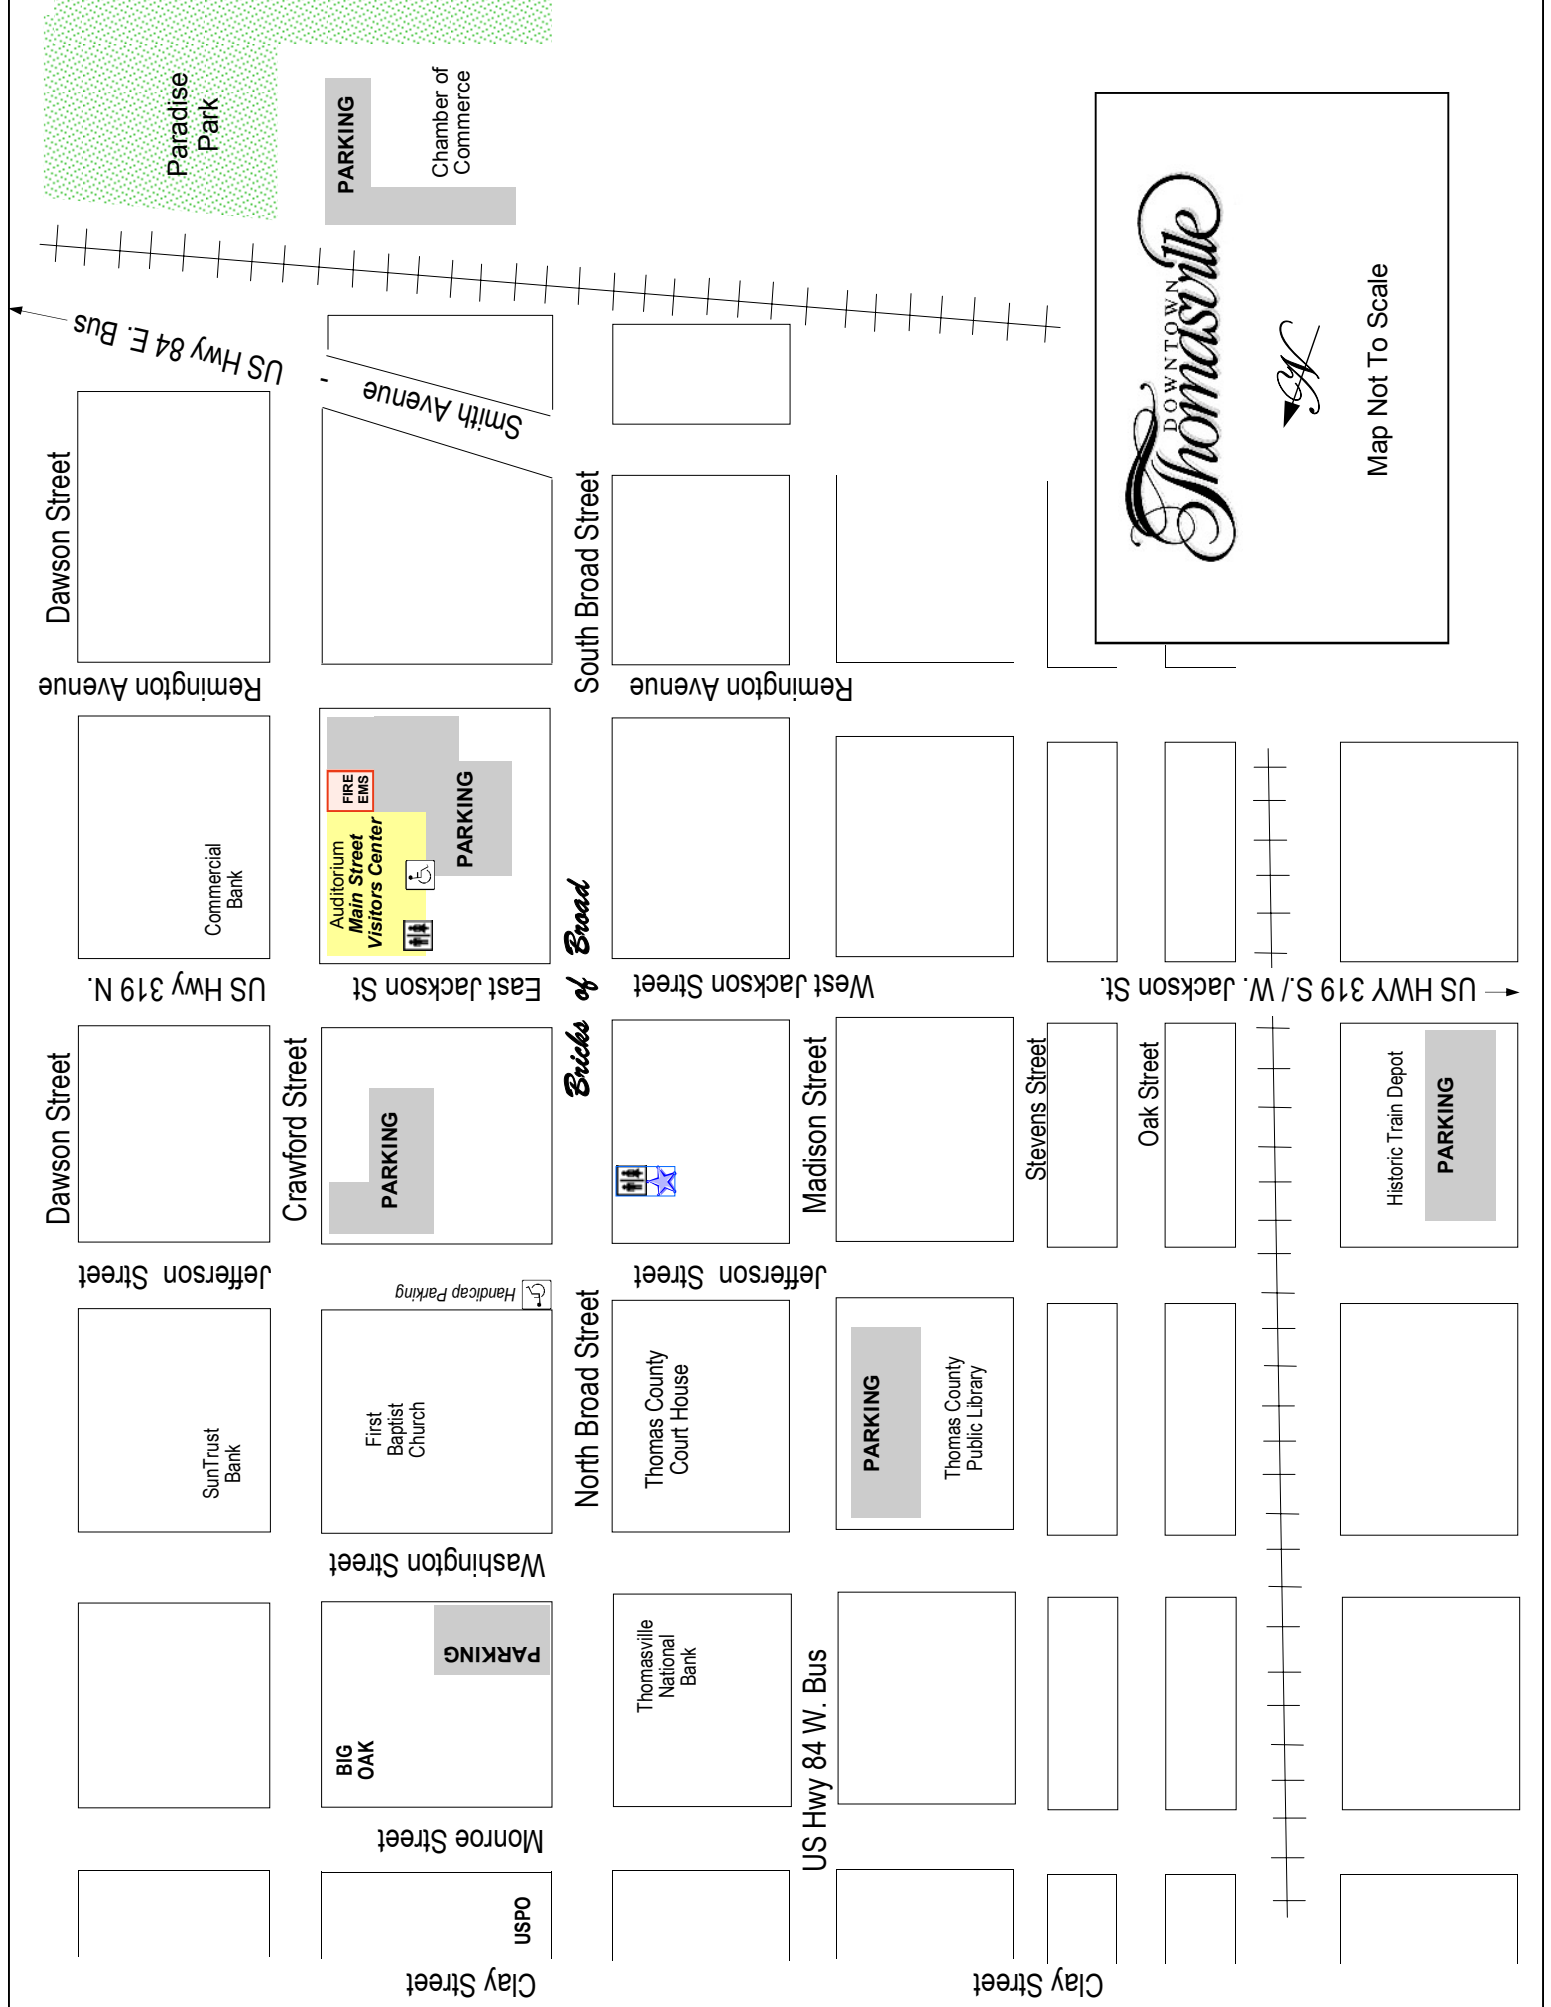 Paradise
Park
PARKING
Chamber of
Commerce
US Hwy 84 E. Bus
Smith Avenue
Dawson Street
South Broad Street
DOWNTOWN
Thomasville
N
Map Not To Scale
Remington Avenue
Remington Avenue
Commercial
Bank
FIRE
EMS
Auditorium
Main Street
Visitors Center
PARKING
Bricks of Broad
US Hwy 319 N.
East Jackson St
West Jackson Street
US HWY 319 S./ W. Jackson St.
Dawson Street
Crawford Street
PARKING
Madison Street
Stevens Street
Oak Street
Historic Train Depot
PARKING
Jefferson Street
Handicap Parking
Jefferson Street
SunTrust
Bank
First
Baptist
Church
North Broad Street
Thomas County
Court House
PARKING
Thomas County
Public Library
Washington Street
PARKING
BIG
OAK
Thomasville
National
Bank
US Hwy 84 W. Bus
Monroe Street
USPO
Clay Street
Clay Street